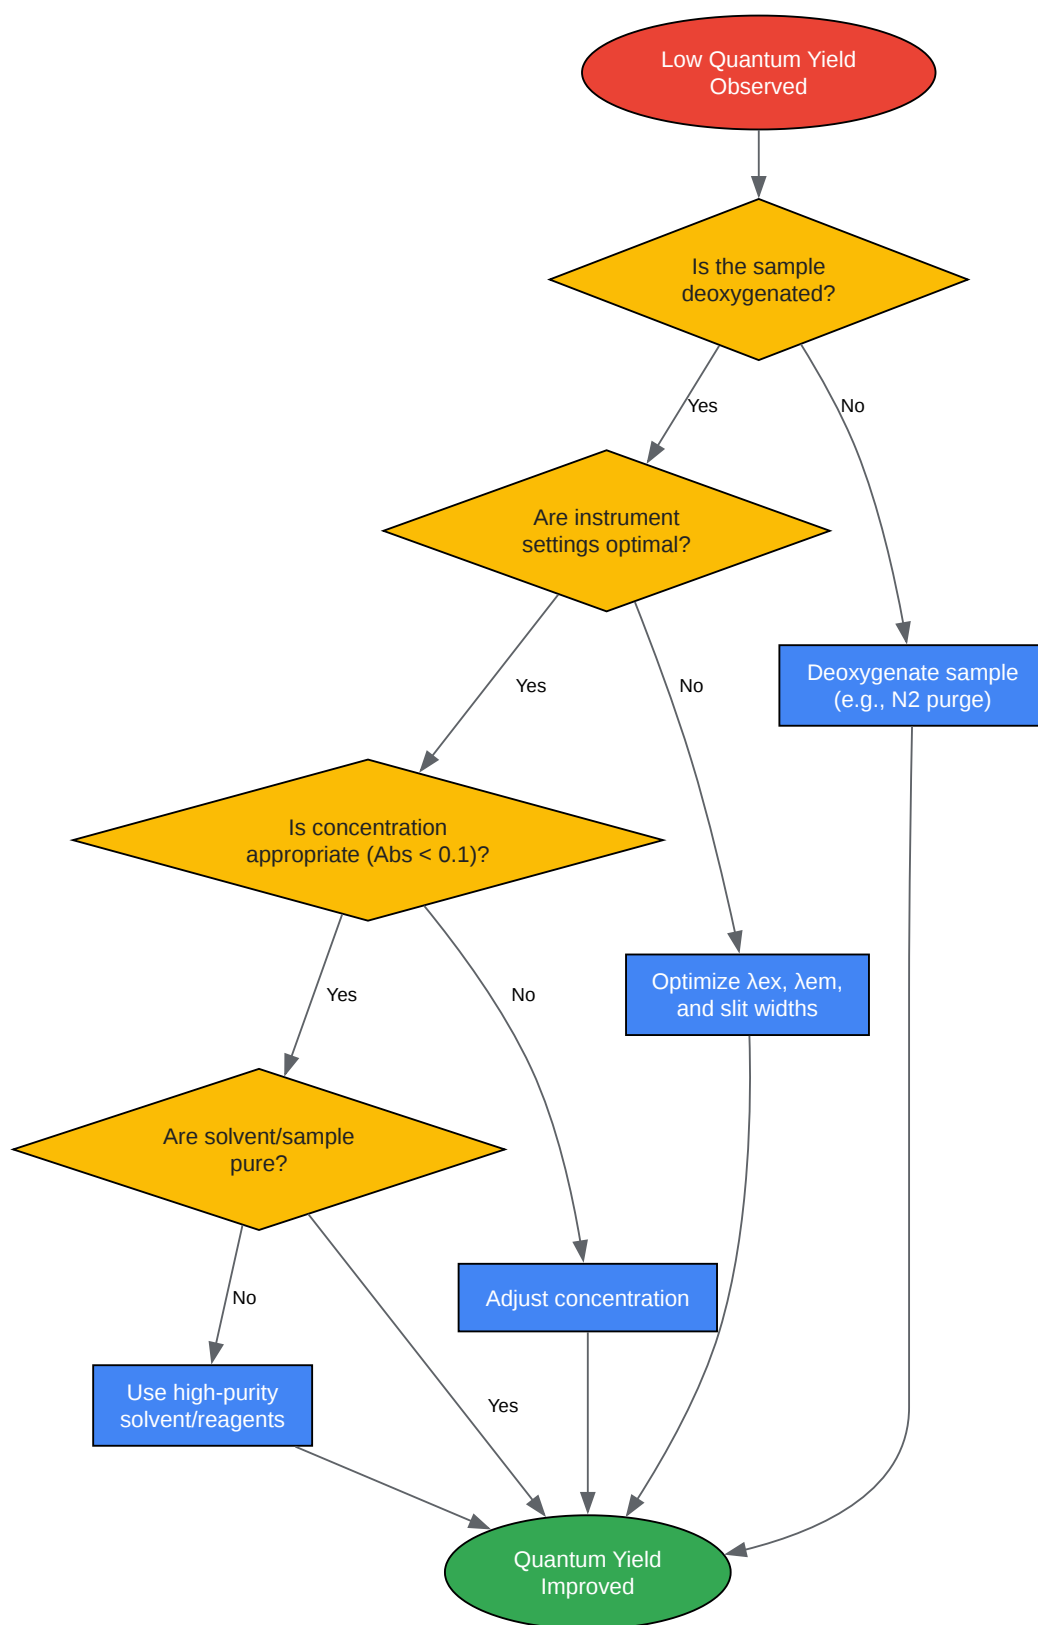 Low Quantum Yield
Observed
Is the sample
deoxygenated?
Yes
No
Are instrument
settings optimal?
Yes
No
Deoxygenate sample
(e.g., N2 purge)
Is concentration
appropriate (Abs < 0.1)?
Yes
No
Optimize λex, λem,
and slit widths
Are solvent/sample
pure?
No
Yes
Adjust concentration
Use high-purity
solvent/reagents
Quantum Yield
Improved